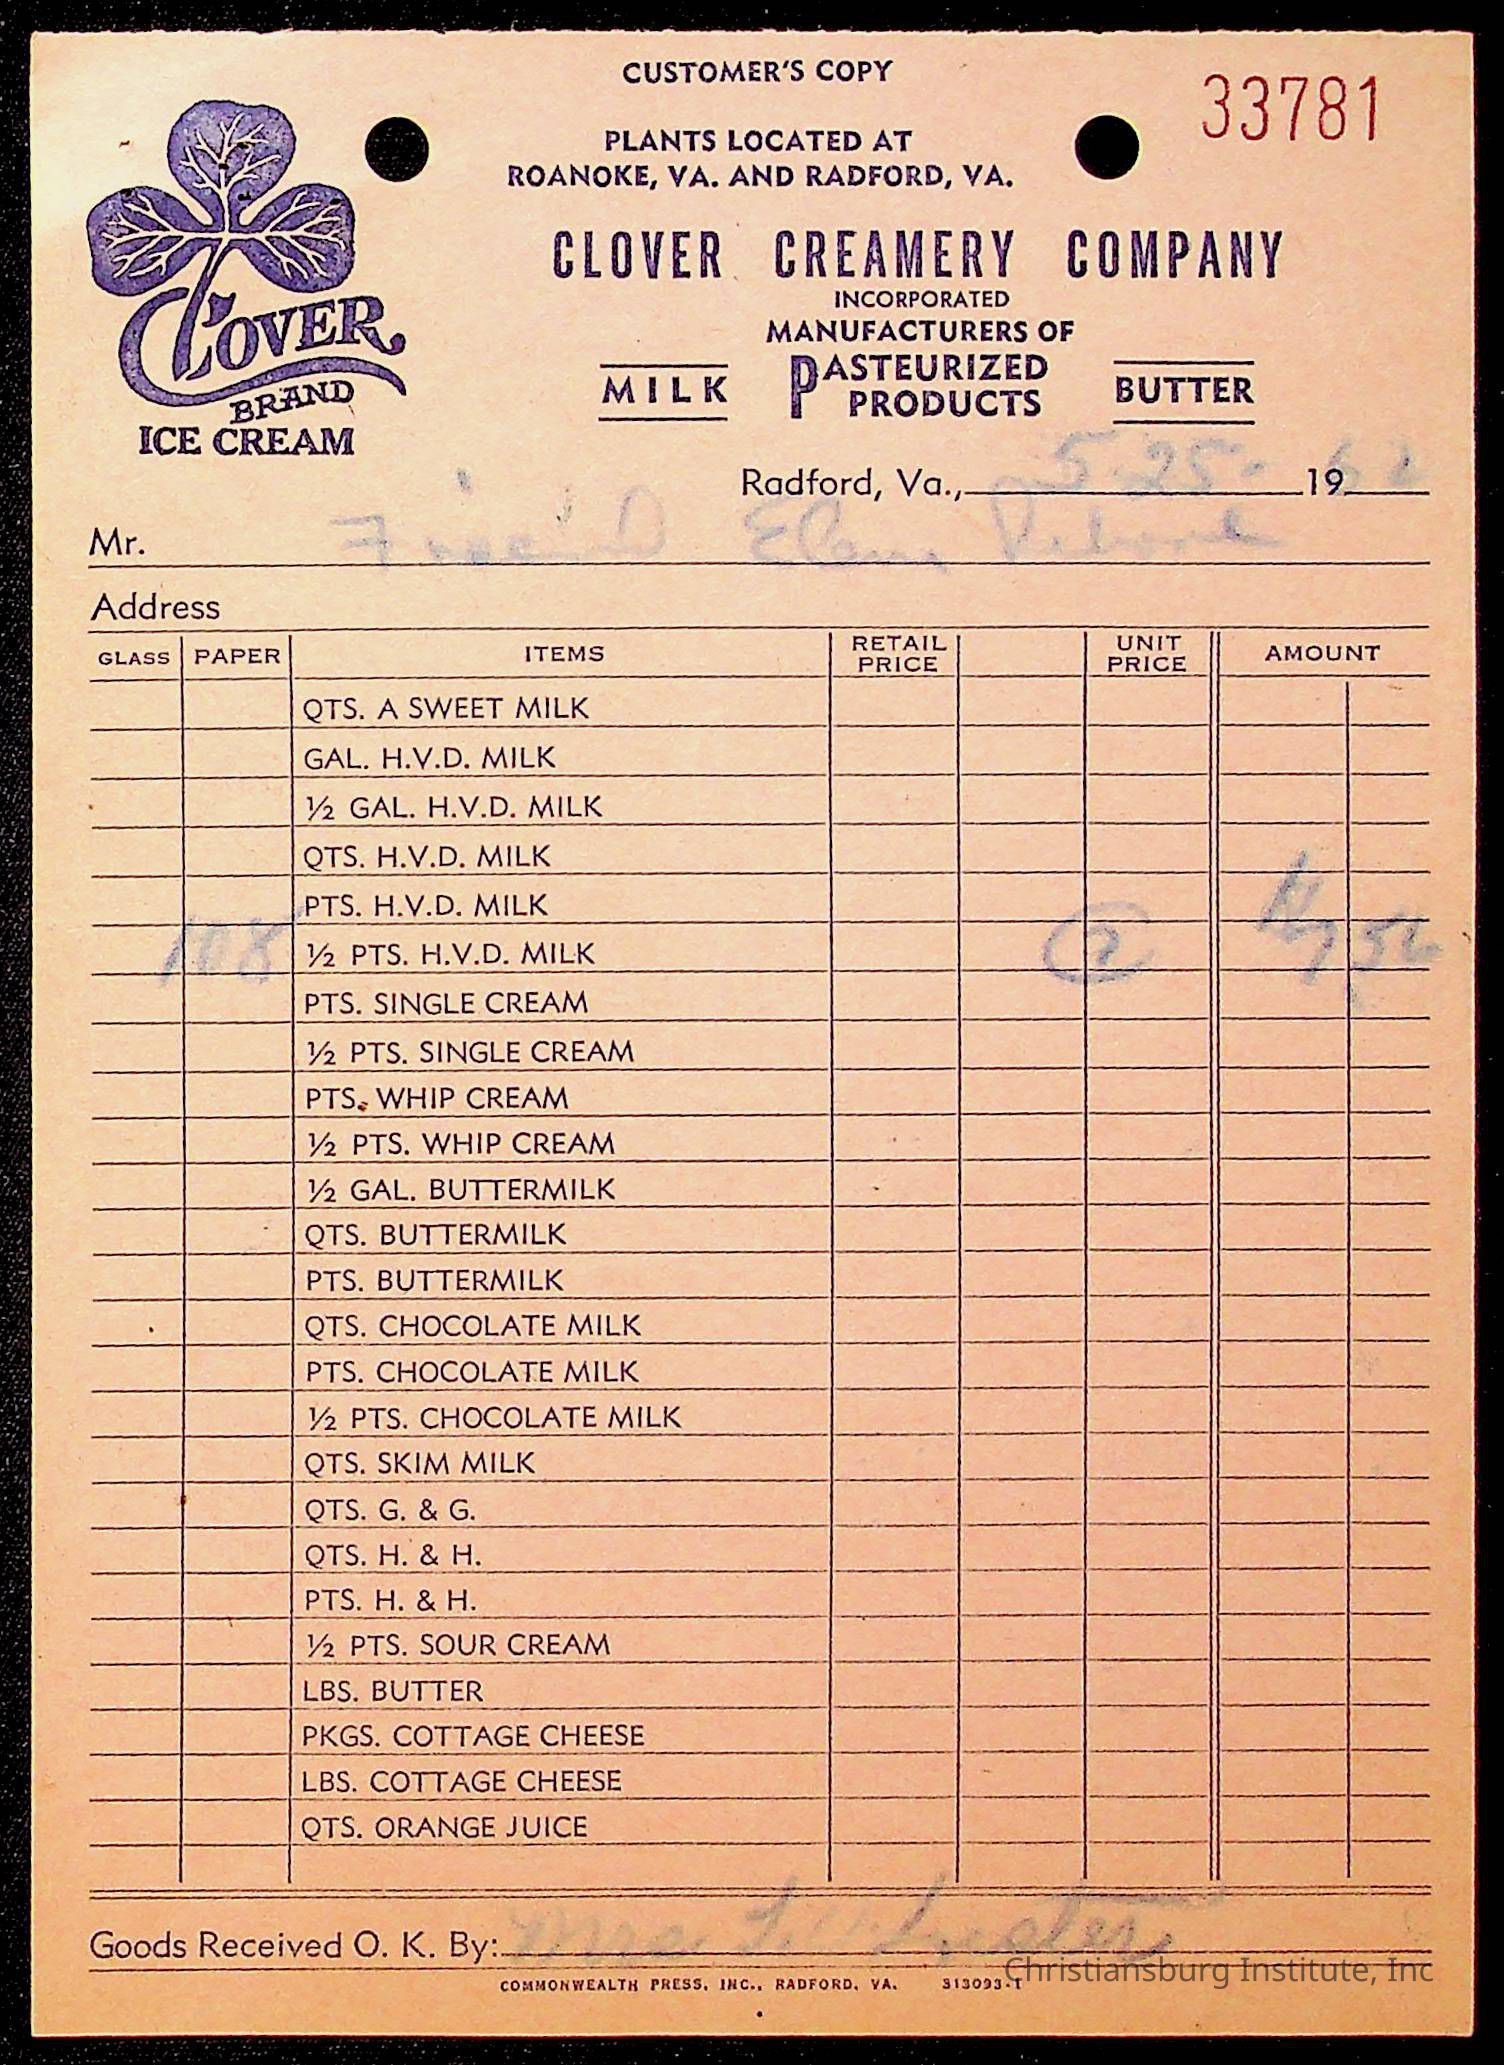 CUSTOMER'S COPY
33781
PLANTS LOCATED AT
ROANOKE, VA. AND RADFORD, VA.
CLOVER CREAMERY COMPANY
INCORPORATED
MANUFACTURERS OF
MILK PASTEURIZED PRODUCTS BUTTER
CLOVER
BRAND
ICE CREAM
Radford, Va., 5-25- 19 62
Mr. Friend Elem
Address
GLASS PAPER ITEMS RETAIL PRICE UNIT PRICE AMOUNT
QTS. A SWEET MILK
GAL. H.V.D. MILK
½ GAL. H.V.D. MILK
QTS. H.V.D. MILK
PTS. H.V.D. MILK
108 ½ PTS. H.V.D. MILK 7 56
PTS. SINGLE CREAM
½ PTS. SINGLE CREAM
PTS. WHIP CREAM
½ PTS. WHIP CREAM
½ GAL. BUTTERMILK
QTS. BUTTERMILK
PTS. BUTTERMILK
QTS. CHOCOLATE MILK
PTS. CHOCOLATE MILK
½ PTS. CHOCOLATE MILK
QTS. SKIM MILK
QTS. G. & G.
QTS. H. & H.
PTS. H. & H.
½ PTS. SOUR CREAM
LBS. BUTTER
PKGS. COTTAGE CHEESE
LBS. COTTAGE CHEESE
QTS. ORANGE JUICE
Goods Received O. K. By: Mrs.
COMMONWEALTH PRESS, INC., RADFORD, VA. 313093-1
Christiansburg Institute, Inc